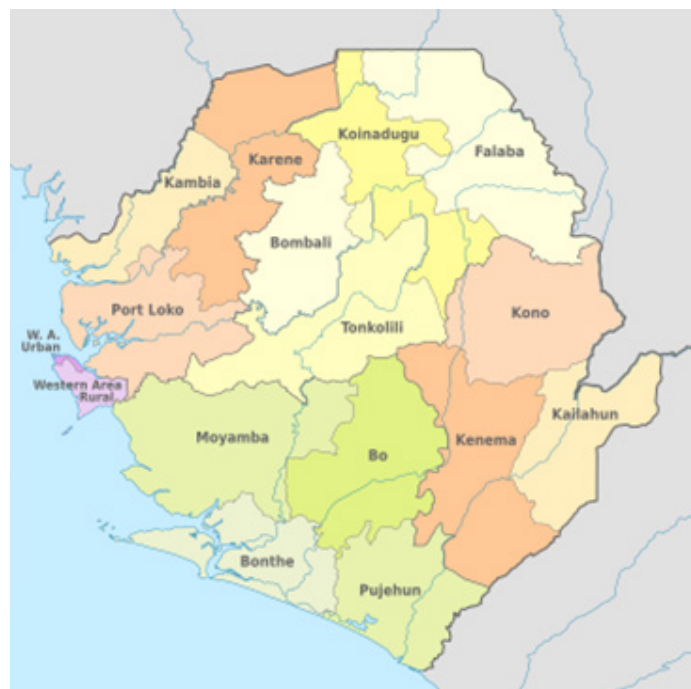 Koinadugu
Falaba
Karene
Kambia
Bombali
Port Loko
Kono
Tonkolili
W. A.
Urban
Western Area
Rural
Kailahun
Moyamba
Kenema
Bo
Bonthe
Pujehun